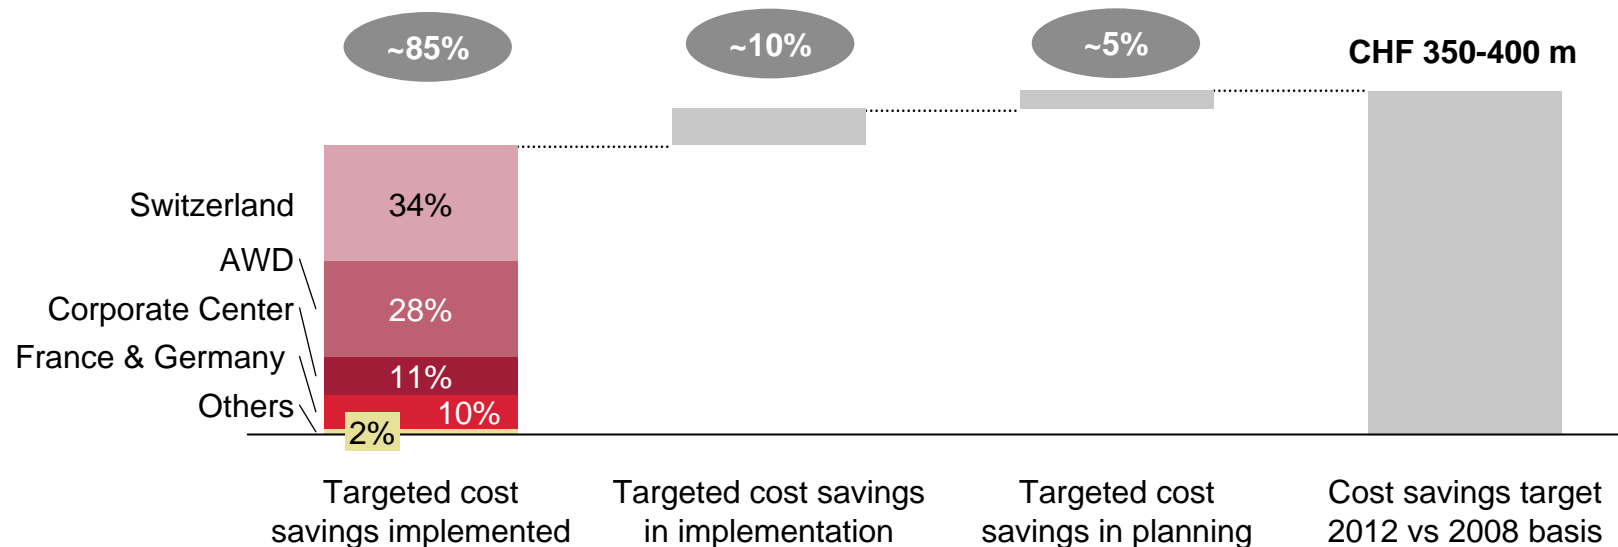 ~85%
~10%
~5%
CHF 350-400 m
Switzerland
34%
AWD
28%
Corporate Center
11%
France & Germany
10%
Others
2%
Targeted cost
savings implemented
Targeted cost savings
in implementation
Targeted cost
savings in planning
Cost savings target
2012 vs 2008 basis